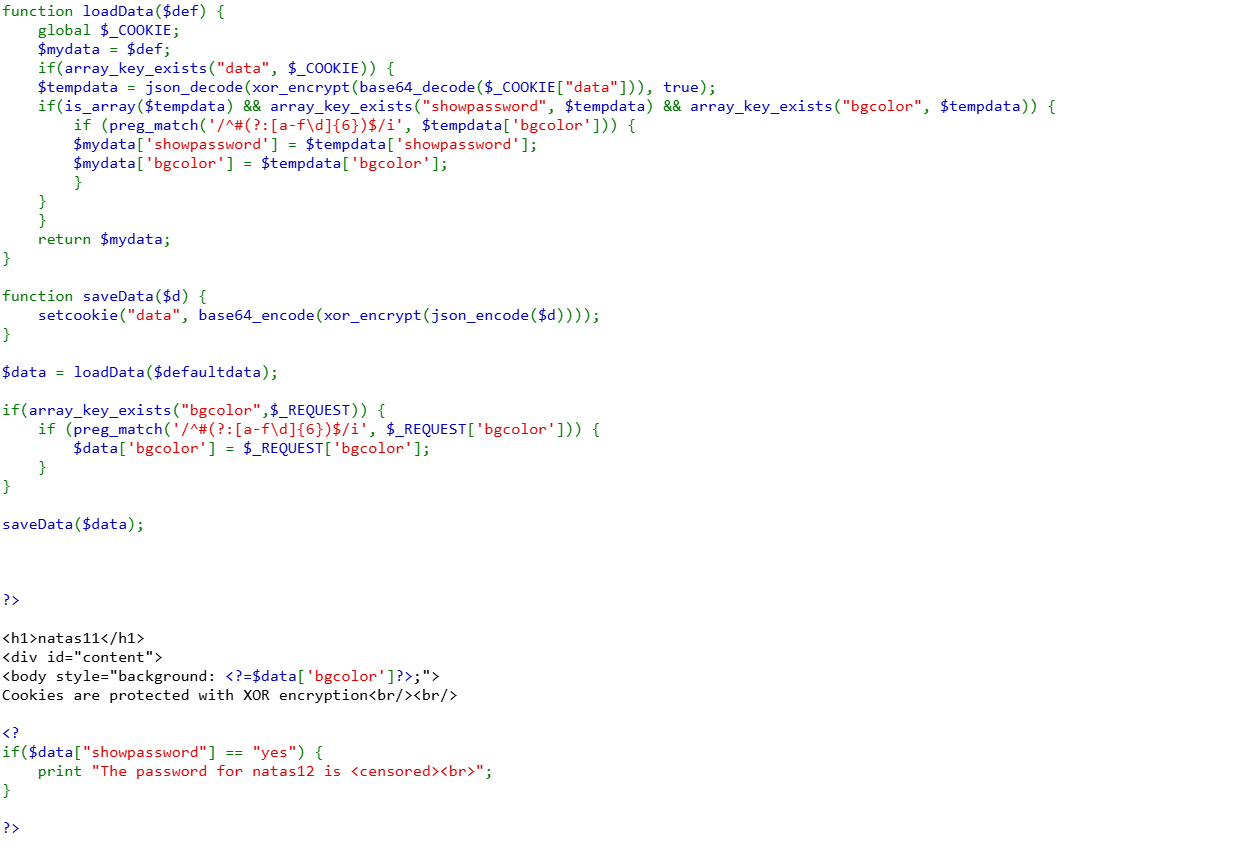 function loadData($def) {
    global $_COOKIE;
    $mydata = $def;
    if(array_key_exists("data", $_COOKIE)) {
    $tempdata = json_decode(xor_encrypt(base64_decode($_COOKIE["data"])), true);
    if(is_array($tempdata) && array_key_exists("showpassword", $tempdata) && array_key_exists("bgcolor", $tempdata)) {
        if (preg_match('/^#(?:[a-f\d]{6})$/i', $tempdata['bgcolor'])) {
        $mydata['showpassword'] = $tempdata['showpassword'];
        $mydata['bgcolor'] = $tempdata['bgcolor'];
        }
    }
    }
    return $mydata;
}

function saveData($d) {
    setcookie("data", base64_encode(xor_encrypt(json_encode($d))));
}

$data = loadData($defaultdata);

if(array_key_exists("bgcolor",$_REQUEST)) {
    if (preg_match('/^#(?:[a-f\d]{6})$/i', $_REQUEST['bgcolor'])) {
        $data['bgcolor'] = $_REQUEST['bgcolor'];
    }
}

saveData($data);

?>

<h1>natas11</h1>
<div id="content">
<body style="background: <?=$data['bgcolor']?>;">
Cookies are protected with XOR encryption<br/><br/>

<?
if($data["showpassword"] == "yes") {
    print "The password for natas12 is <censored><br>";
}

?>